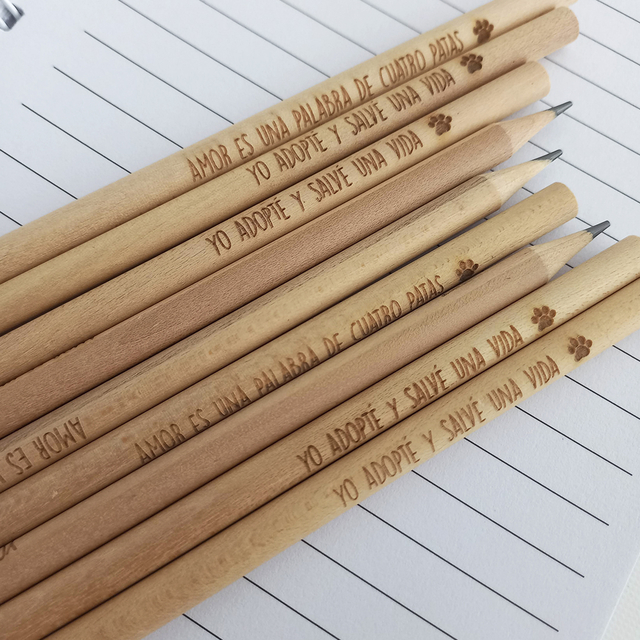 AMOR ES UNA PALABRA DE CUATRO PATAS
YO ADOPTÉ Y SALVÉ UNA VIDA
YO ADOPTÉ Y SALVÉ UNA VIDA
AMOR ES UNA PALABRA DE CUATRO PATAS
AMOR ES
YO ADOPTÉ Y SALVÉ UNA VIDA
YO ADOPTÉ Y SALVÉ UNA VIDA